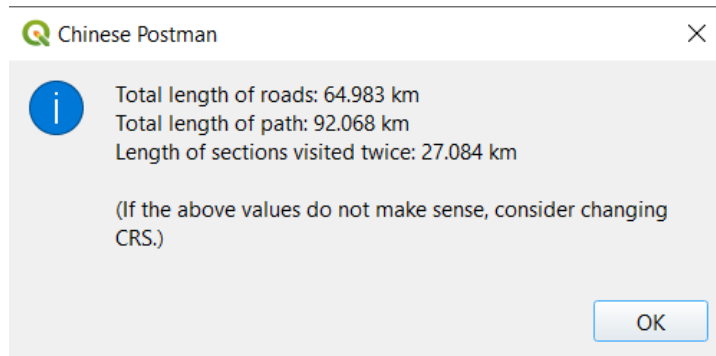 Chinese Postman
Total length of roads: 64.983 km
Total length of path: 92.068 km
Length of sections visited twice: 27.084 km
(If the above values do not make sense, consider changing
CRS.)
OK